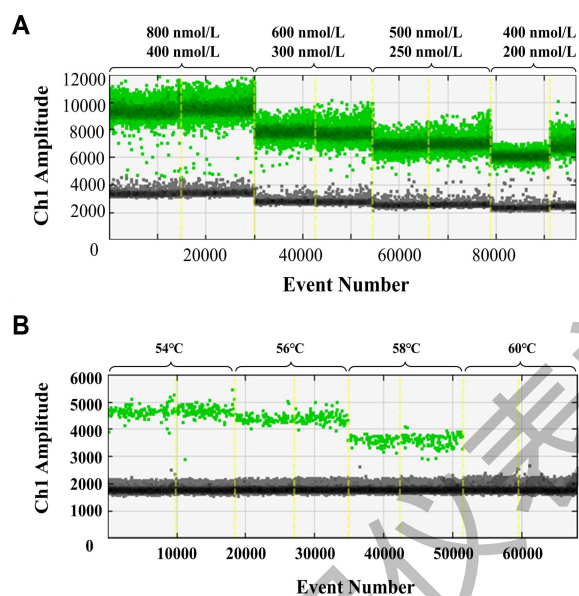 A
800 nmol/L 600 nmol/L 500 nmol/L 400 nmol/L
400 nmol/L 300 nmol/L 250 nmol/L 200 nmol/L
12000
10000
8000
6000
4000
2000
0
Ch1 Amplitude
20000 40000 60000 80000
Event Number
B
54℃ 56℃ 58℃ 60℃
6000
5000
4000
3000
2000
1000
0
Ch1 Amplitude
10000 20000 30000 40000 50000 60000
Event Number
仪表